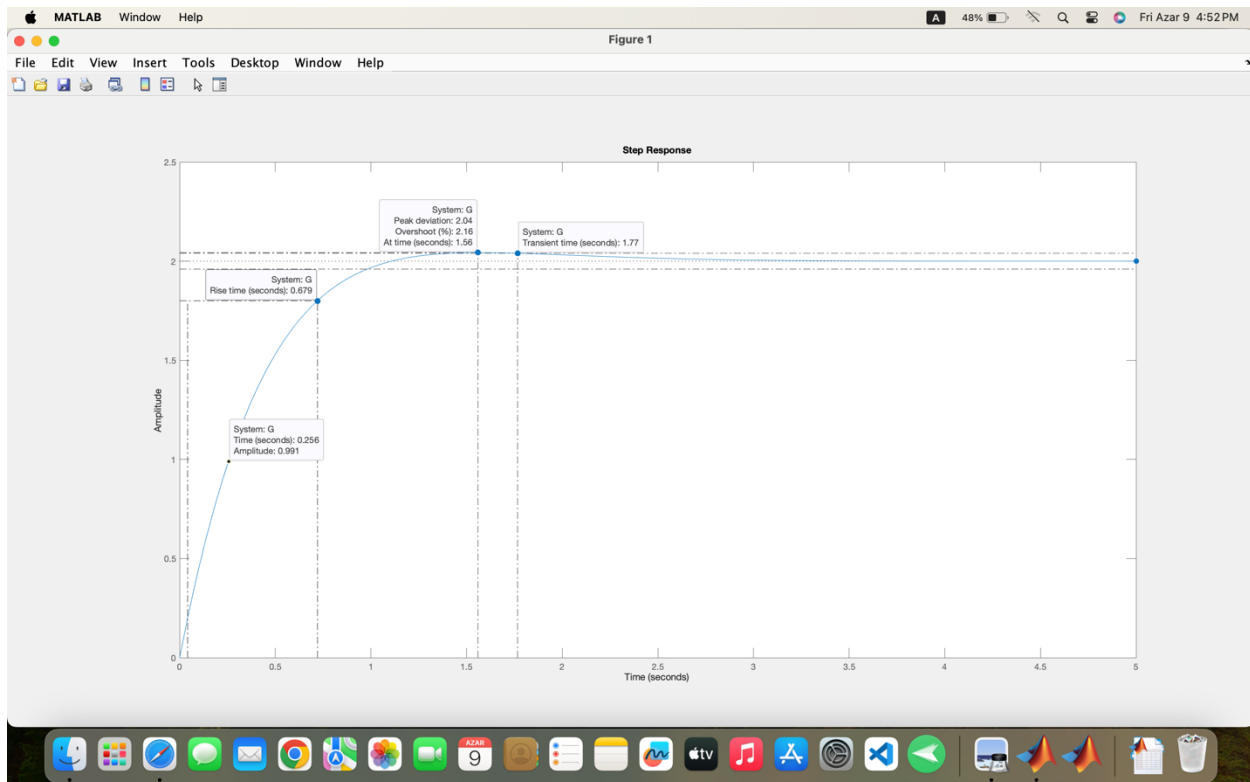 MATLAB Window Help
A 48% Fri Azar 9 4:52 PM
Figure 1
File Edit View Insert Tools Desktop Window Help
Step Response
2.5
System: G
Peak deviation: 2.04
Overshoot (%): 2.16
At time (seconds): 1.56
System: G
Transient time (seconds): 1.77
2
System: G
Rise time (seconds): 0.679
1.5
Amplitude
System: G
Time (seconds): 0.256
Amplitude: 0.991
1
0.5
0
0 0.5 1 1.5 2 2.5 3 3.5 4 4.5 5
Time (seconds)
AZAR
9
tv